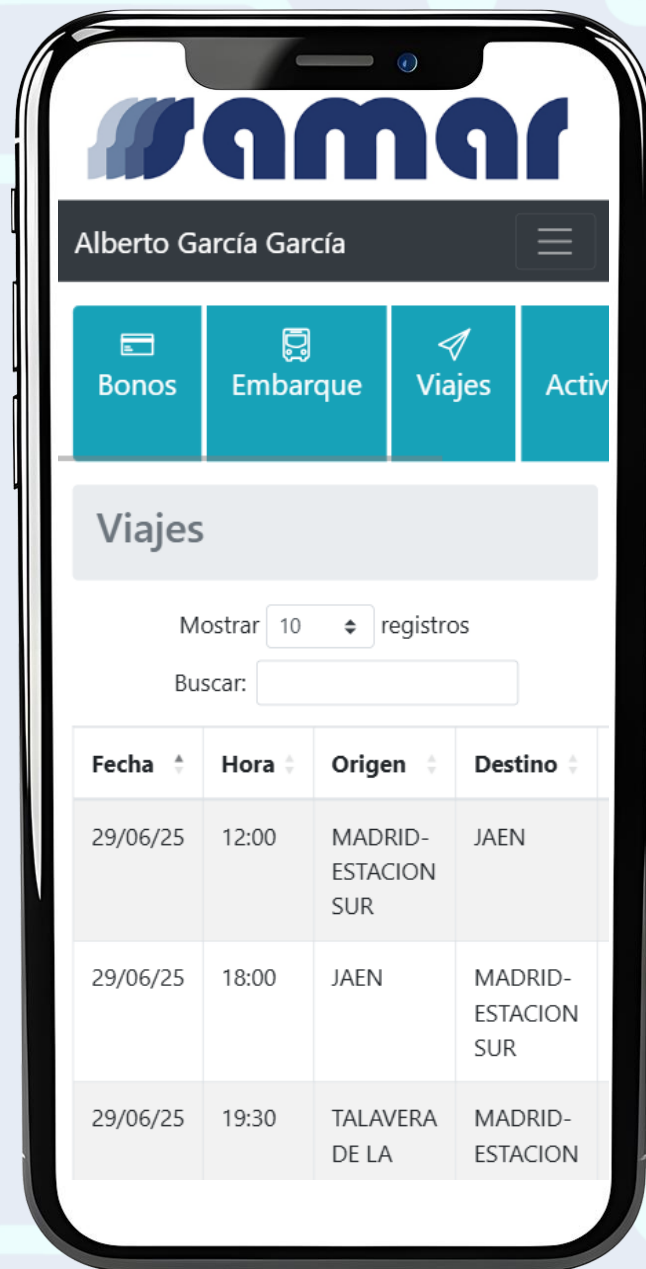 samar
Alberto García García
Bonos
Embarque
Viajes
Activ
Viajes
Mostrar 10 registros
Buscar:
Fecha Hora Origen Destino
29/06/25 12:00 MADRID- JAEN
ESTACION
SUR
29/06/25 18:00 JAEN MADRID-
ESTACION
SUR
29/06/25 19:30 TALAVERA MADRID-
DE LA ESTACION